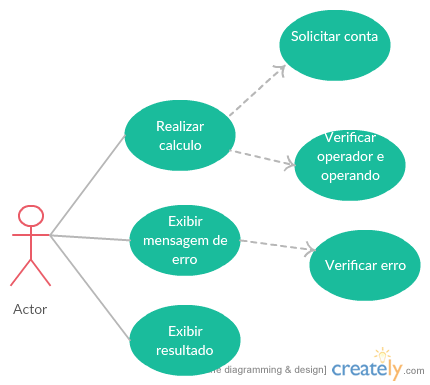 Solicitar conta
Realizar
calculo
Verificar
operador e
operando
Exibir
mensagem de
erro
Verificar erro
Actor
Exibir
resultado
diagramming & design]
creately.com